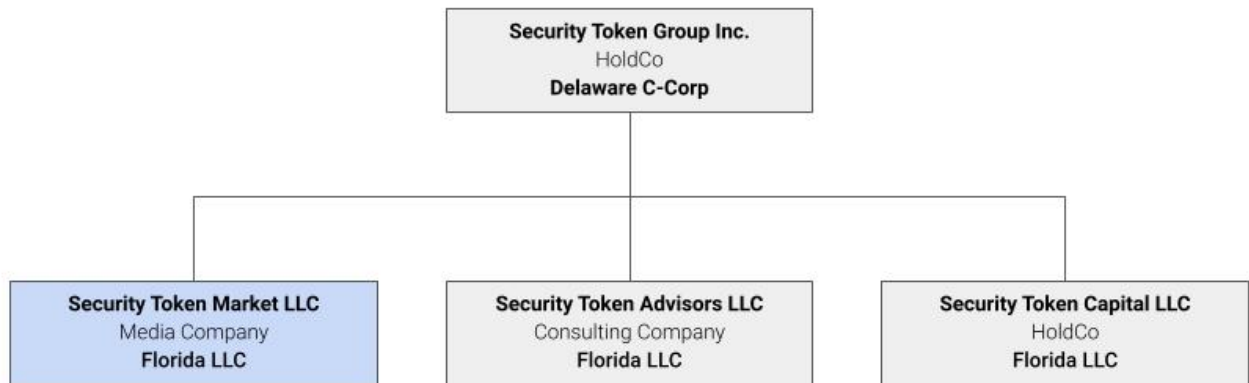 Security Token Group Inc.
HoldCo
Delaware C-Corp
Security Token Market LLC
Media Company
Florida LLC
Security Token Advisors LLC
Consulting Company
Florida LLC
Security Token Capital LLC
HoldCo
Florida LLC